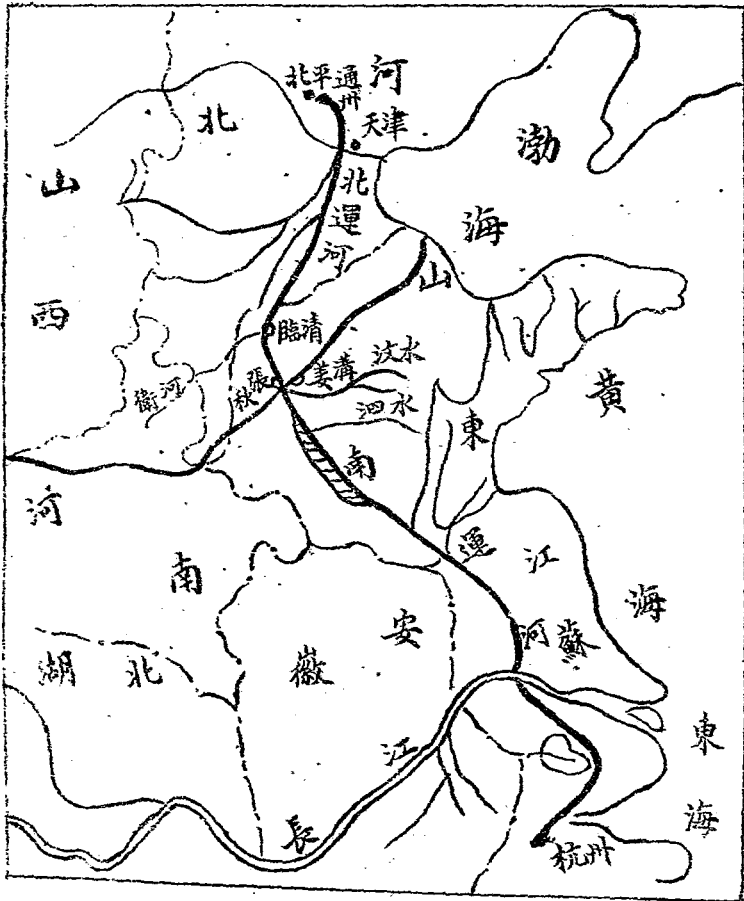 北平
通州
河
北
天津
渤
海
山
西
北運河
山
東
臨清
衛河
張秋
姜溝
汶水
泗水
黃
海
河
南
南運河
江
蘇
安
徽
湖北
長江
東
海
杭州